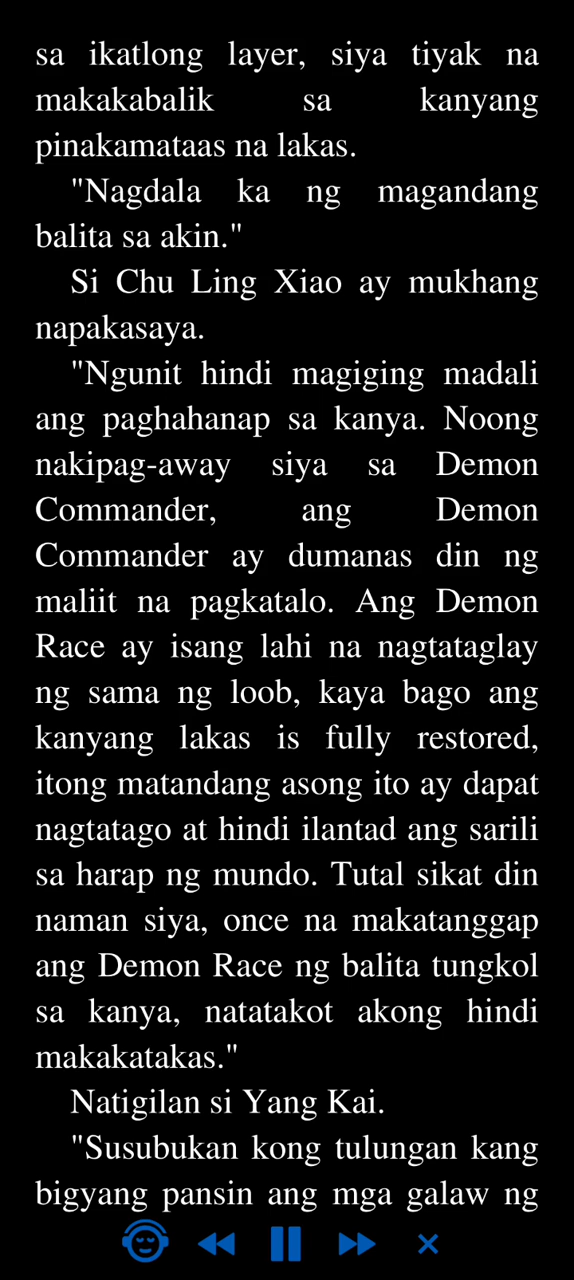 sa ikatlong layer, siya tiyak na
makakabalik sa kanyang
pinakamataas na lakas.
"Nagdala ka ng magandang
balita sa akin."
Si Chu Ling Xiao ay mukhang
napakasaya.
"Ngunit hindi magiging madali
ang paghahanap sa kanya. Noong
nakipag-away siya sa Demon
Commander, ang Demon
Commander ay dumanas din ng
maliit na pagkatalo. Ang Demon
Race ay isang lahi na nagtataglay
ng sama ng loob, kaya bago ang
kanyang lakas is fully restored,
itong matandang asong ito ay dapat
nagtatago at hindi ilantad ang sarili
sa harap ng mundo. Tutal sikat din
naman siya, once na makatanggap
ang Demon Race ng balita tungkol
sa kanya, natatakot akong hindi
makakatakas."
Natigilan si Yang Kai.
"Susubukan kong tulungan kang
bigyang pansin ang mga galaw ng